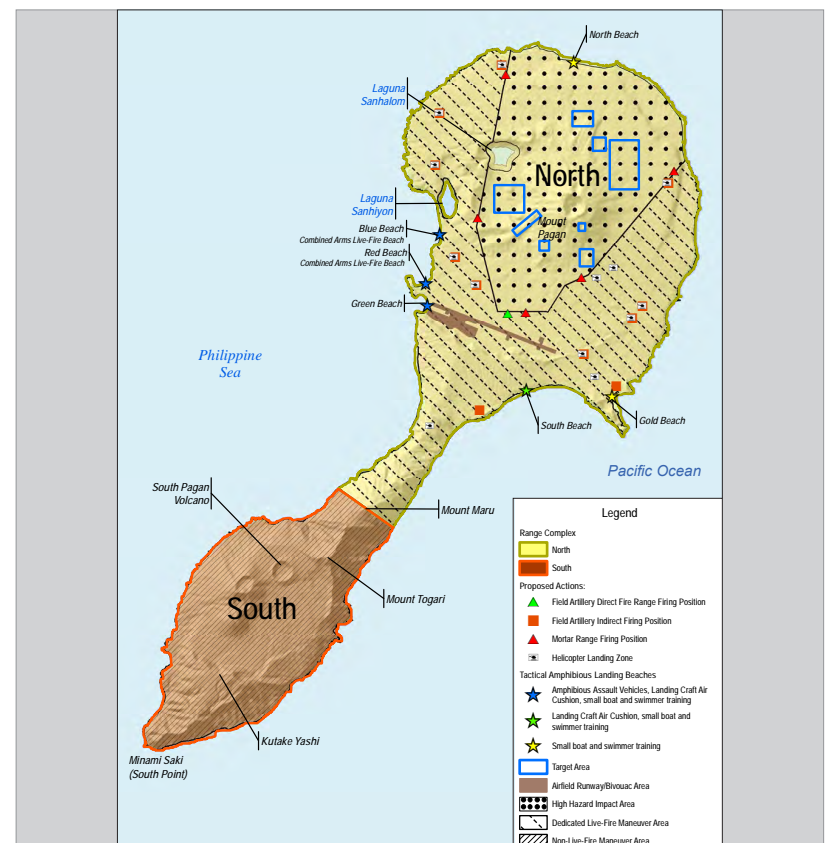 North Beach
Laguna
Sanhalom
North
Laguna
Sanhiyon
Mount
Pagan
Blue Beach
Combined Arms Live-Fire Beach
Red Beach
Combined Arms Live-Fire Beach
Green Beach
Philippine
Sea
South Beach
Gold Beach
Pacific Ocean
South Pagan
Volcano
Mount Maru
Mount Togari
South
Kutake Yashi
Minami Saki
(South Point)
Legend
Range Complex
North
South
Proposed Actions:
Field Artillery Direct Fire Range Firing Position
Field Artillery Indirect Firing Position
Mortar Range Firing Position
Helicopter Landing Zone
Tactical Amphibious Landing Beaches
Amphibious Assault Vehicles, Landing Craft Air
Cushion, small boat and swimmer training
Landing Craft Air Cushion, small boat and
swimmer training
Small boat and swimmer training
Target Area
Airfield Runway/Bivouac Area
High Hazard Impact Area
Dedicated Live-Fire Maneuver Area
Non-Live-Fire Maneuver Area